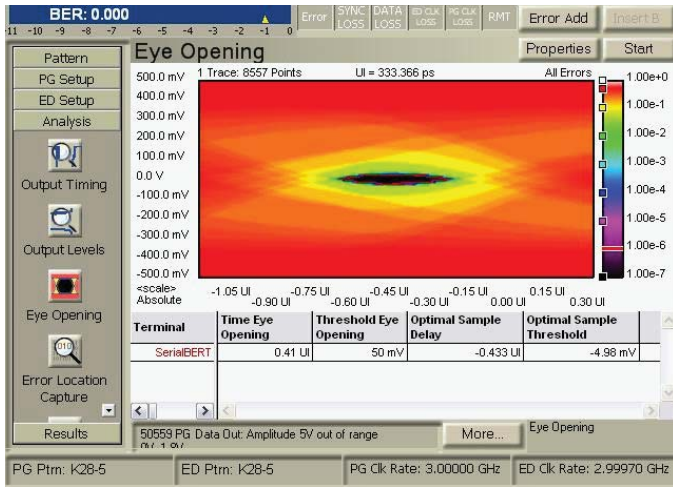 BER: 0.000
-11 -10 -9 -8 -7 -6 -5 -4 -3 -2 -1 0
Error
SYNC LOSS
DATA LOSS
ED CLK LOSS
PG CLK LOSS
RMT
Error Add
Insert B
Eye Opening
Properties
Start
Pattern
PG Setup
ED Setup
Analysis
Output Timing
Output Levels
Eye Opening
Error Location Capture
Results
1 Trace: 8557 Points
UI = 333.366 ps
All Errors
500.0 mV
400.0 mV
300.0 mV
200.0 mV
100.0 mV
0.0 V
-100.0 mV
-200.0 mV
-300.0 mV
-400.0 mV
-500.0 mV
1.00e+0
1.00e-1
1.00e-2
1.00e-3
1.00e-4
1.00e-5
1.00e-6
1.00e-7
<scale>
Absolute
-1.05 UI -0.75 UI -0.45 UI -0.15 UI 0.15 UI
-0.90 UI -0.60 UI -0.30 UI 0.00 UI 0.30 UI
Terminal
Time Eye Opening
Threshold Eye Opening
Optimal Sample Delay
Optimal Sample Threshold
SerialBERT 0.41 UI 50 mV -0.433 UI -4.98 mV
50559 PG Data Out: Amplitude 5V out of range
More...
Eye Opening
PG Ptrn: K28-5
ED Ptrn: K28-5
PG Clk Rate: 3.00000 GHz
ED Clk Rate: 2.99970 GHz